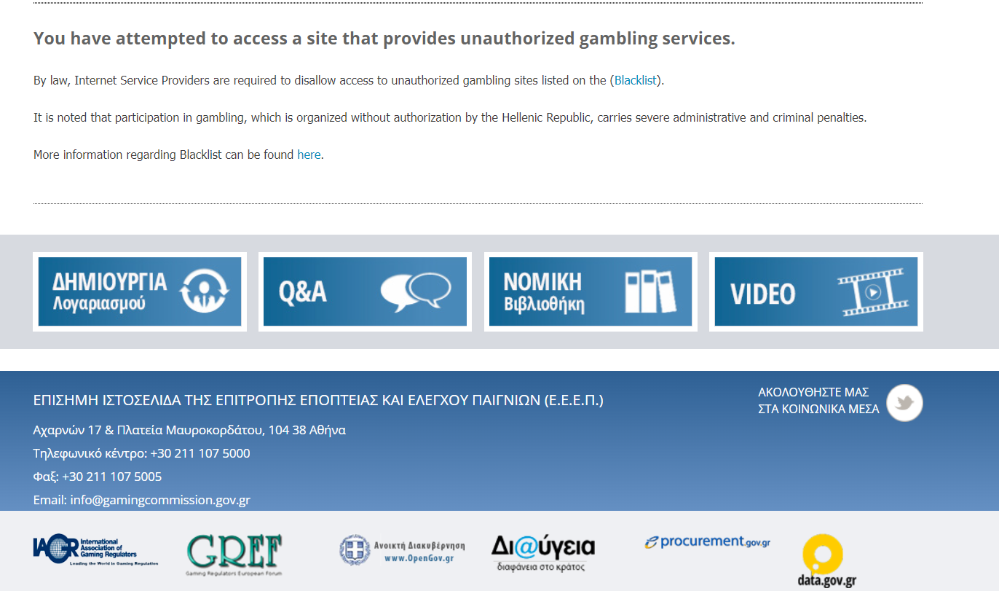 You have attempted to access a site that provides unauthorized gambling services.
By law, Internet Service Providers are required to disallow access to unauthorized gambling sites listed on the (Blacklist).
It is noted that participation in gambling, which is organized without authorization by the Hellenic Republic, carries severe administrative and criminal penalties.
More information regarding Blacklist can be found here.
ΔΗΜΙΟΥΡΓΙΑ
Λογαριασμού
Q&A
ΝΟΜΙΚΗ
Βιβλιοθήκη
VIDEO
ΕΠΙΣΗΜΗ ΙΣΤΟΣΕΛΙΔΑ ΤΗΣ ΕΠΙΤΡΟΠΗΣ ΕΠΟΠΤΕΙΑΣ ΚΑΙ ΕΛΕΓΧΟΥ ΠΑΙΓΝΙΩΝ (Ε.Ε.Ε.Π.)
Αχαρνών 17 & Πλατεία Μαυροκορδάτου, 104 38 Αθήνα
Τηλεφωνικό κέντρο: +30 211 107 5000
Φαξ: +30 211 107 5005
Email: info@gamingcommission.gov.gr
ΑΚΟΛΟΥΘΗΣΤΕ ΜΑΣ
ΣΤΑ ΚΟΙΝΩΝΙΚΑ ΜΕΣΑ
IAGR International
Association of
Gaming Regulators
Leading the World in Gaming Regulation
GREF
Gaming Regulators European Forum
Ανοικτή Διακυβέρνηση
www.OpenGov.gr
Δι@ύγεια
διαφάνεια στο κράτος
e procurement.gov.gr
data.gov.gr